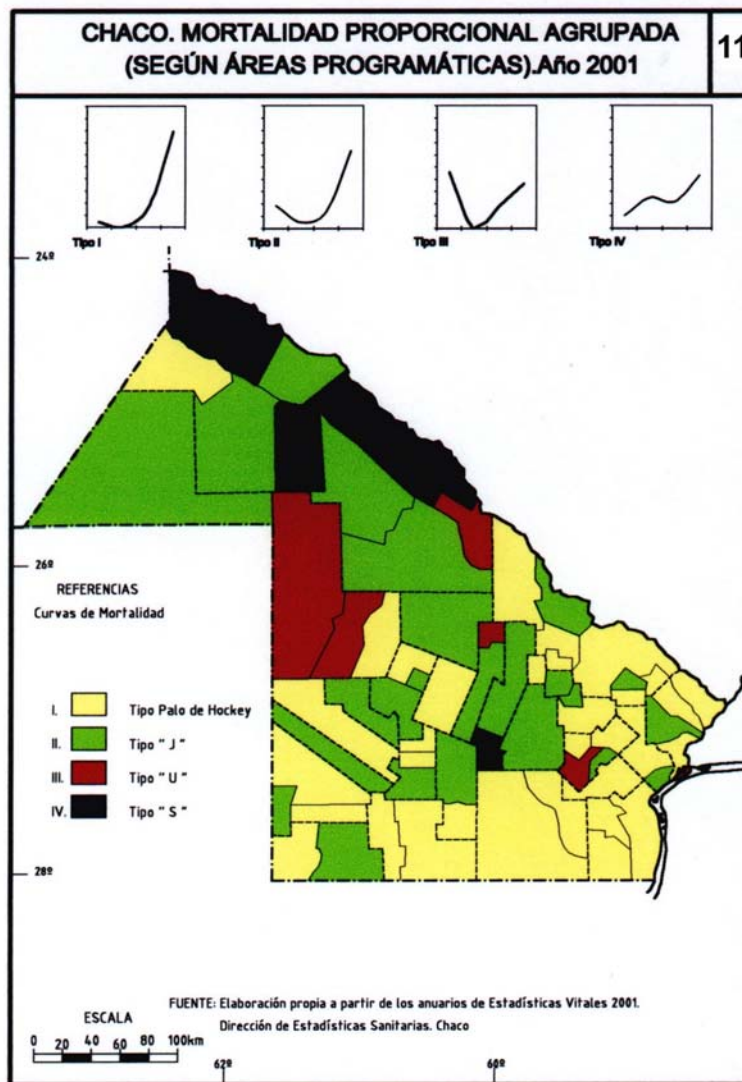 CHACO. MORTALIDAD PROPORCIONAL AGRUPADA
(SEGÚN ÁREAS PROGRAMÁTICAS).Año 2001
11
Tipo I
Tipo II
Tipo III
Tipo IV
24º
26º
REFERENCIAS
Curvas de Mortalidad
I. Tipo Palo de Hockey
II. Tipo " J "
III. Tipo " U "
IV. Tipo " S "
28º
FUENTE: Elaboración propia a partir de los anuarios de Estadísticas Vitales 2001.
Dirección de Estadísticas Sanitarias. Chaco
ESCALA
0 20 40 60 80 100km
62º
60º